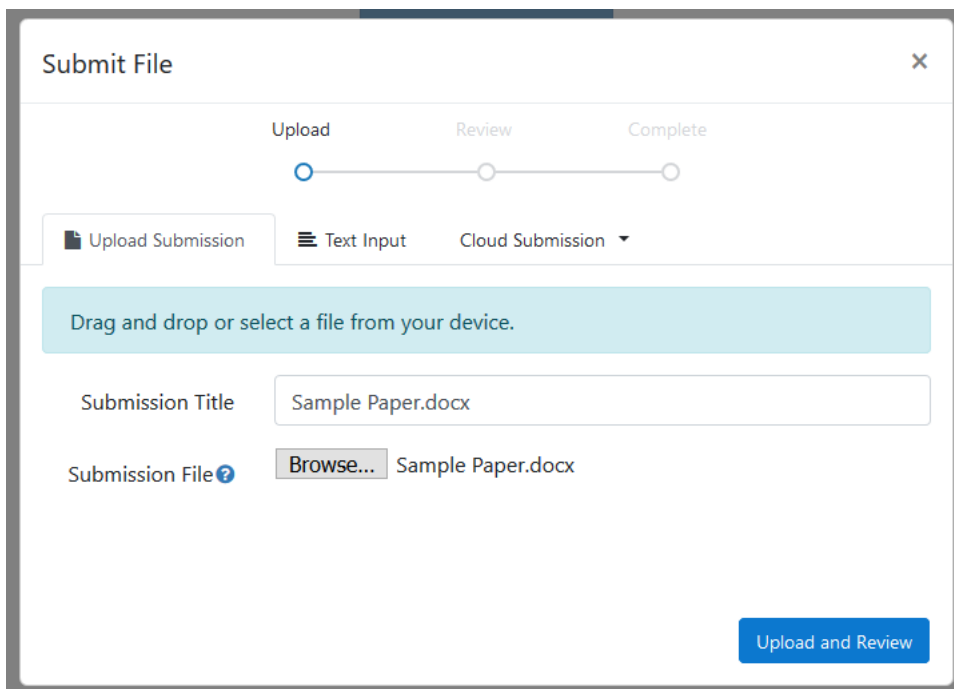 Submit File ×
Upload Review Complete
Upload Submission Text Input Cloud Submission
Drag and drop or select a file from your device.
Submission Title Sample Paper.docx
Submission File ? Browse... Sample Paper.docx
Upload and Review